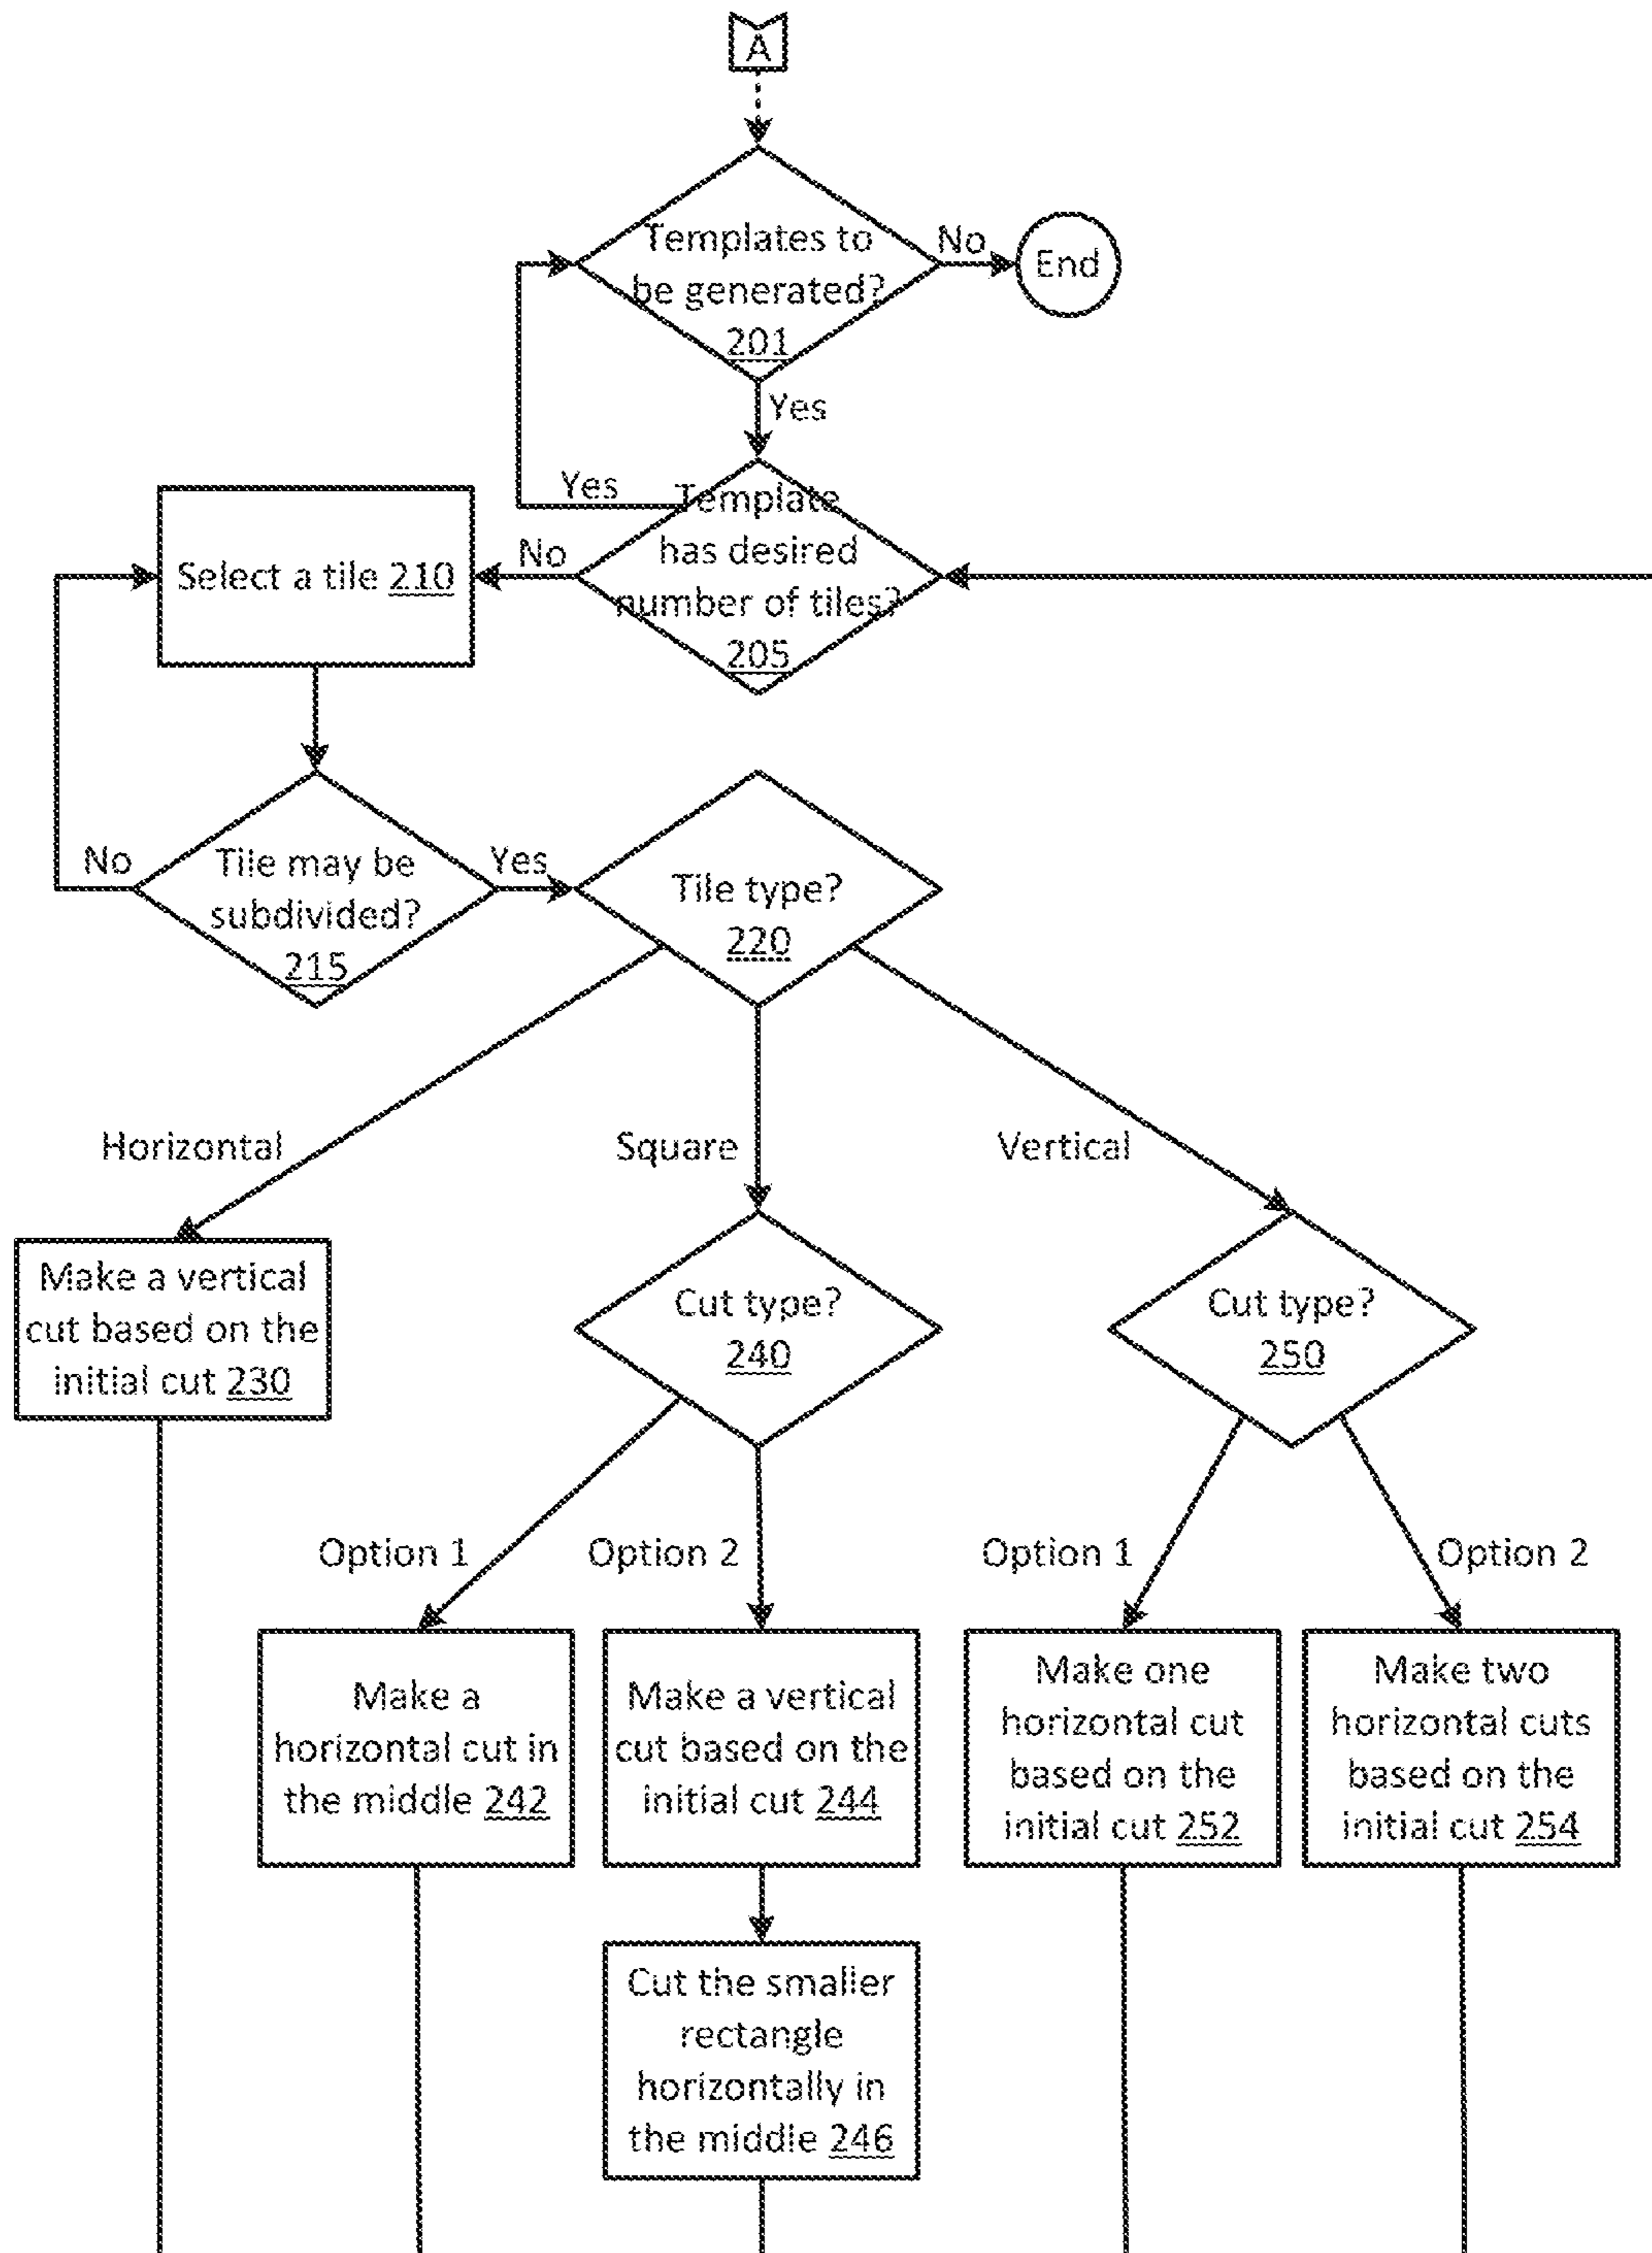 A
Templates to
be generated?
201
No
End
Yes
Yes
Template
has desired
number of tiles?
205
No
Select a tile 210
Tile may be
subdivided?
215
No
Yes
Tile type?
220
Horizontal
Square
Vertical
Make a vertical
cut based on the
initial cut 230
Cut type?
240
Cut type?
250
Option 1
Option 2
Option 1
Option 2
Make a
horizontal cut in
the middle 242
Make a vertical
cut based on the
initial cut 244
Make one
horizontal cut
based on the
initial cut 252
Make two
horizontal cuts
based on the
initial cut 254
Cut the smaller
rectangle
horizontally in
the middle 246